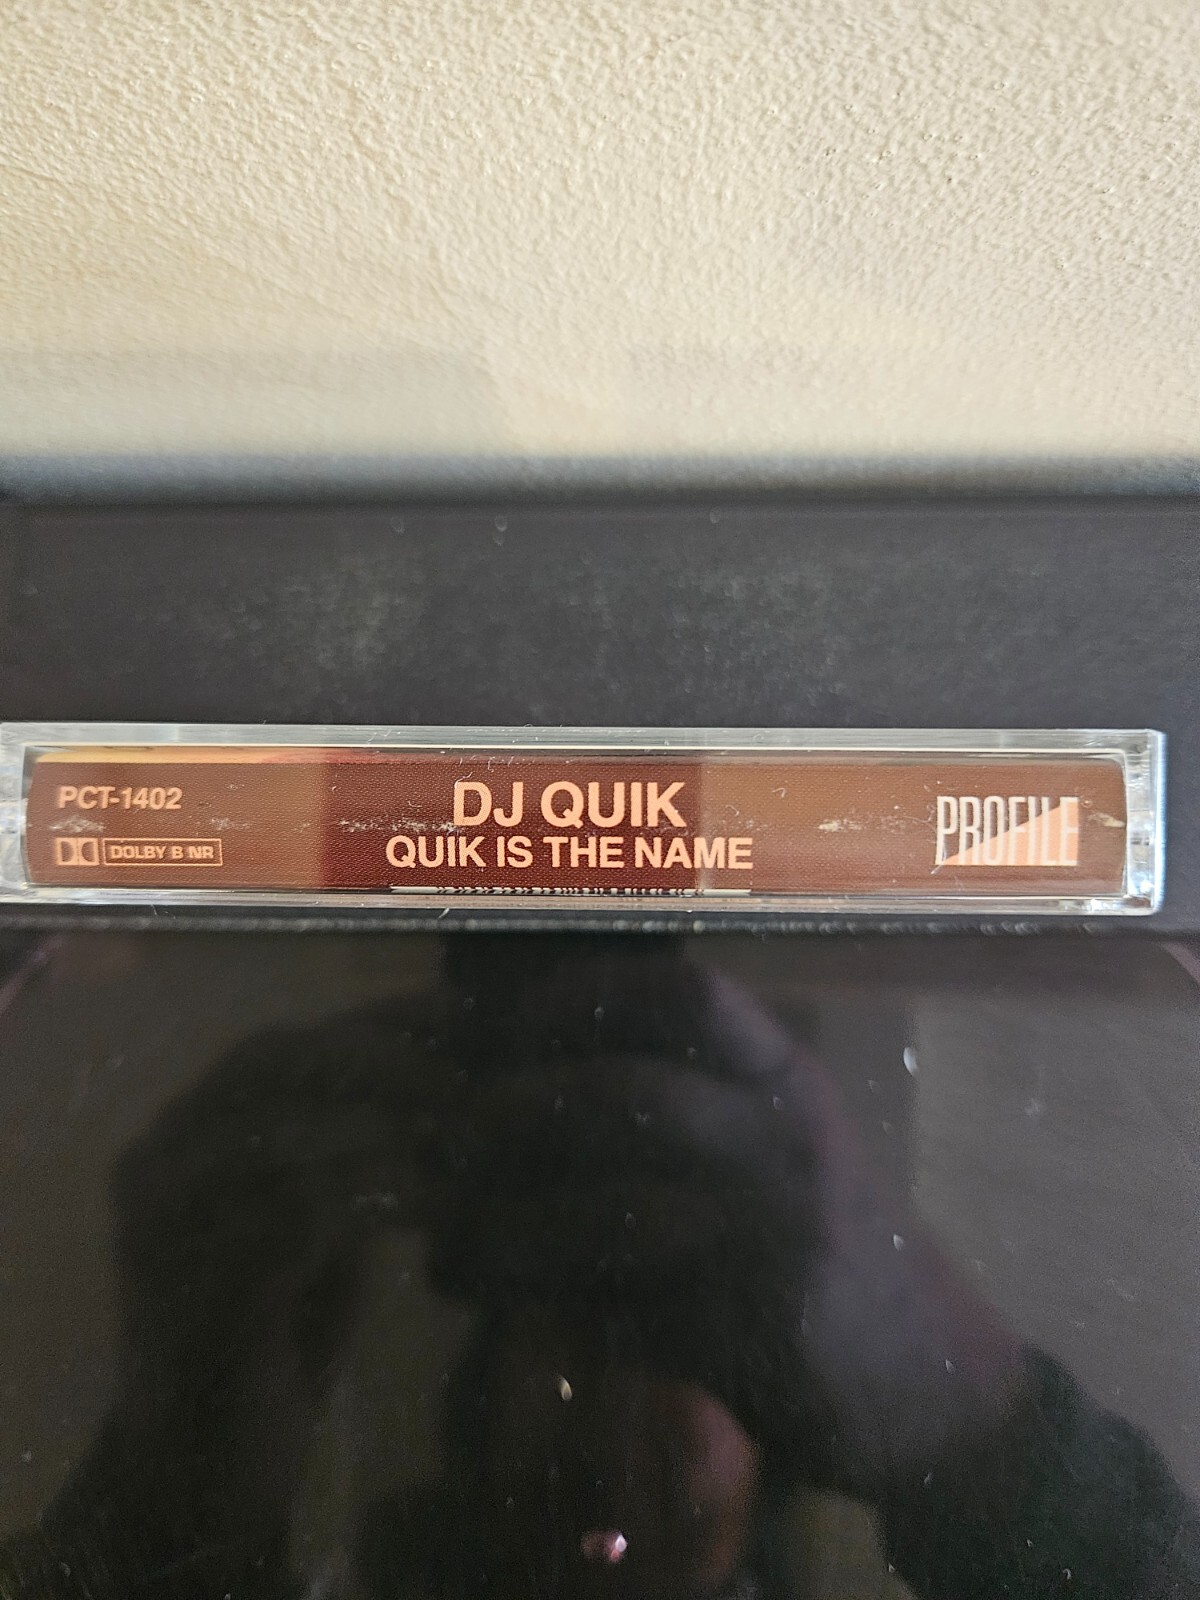 PCT-1402
DOLBY B NR
DJ QUIK
QUIK IS THE NAME
PROFILE